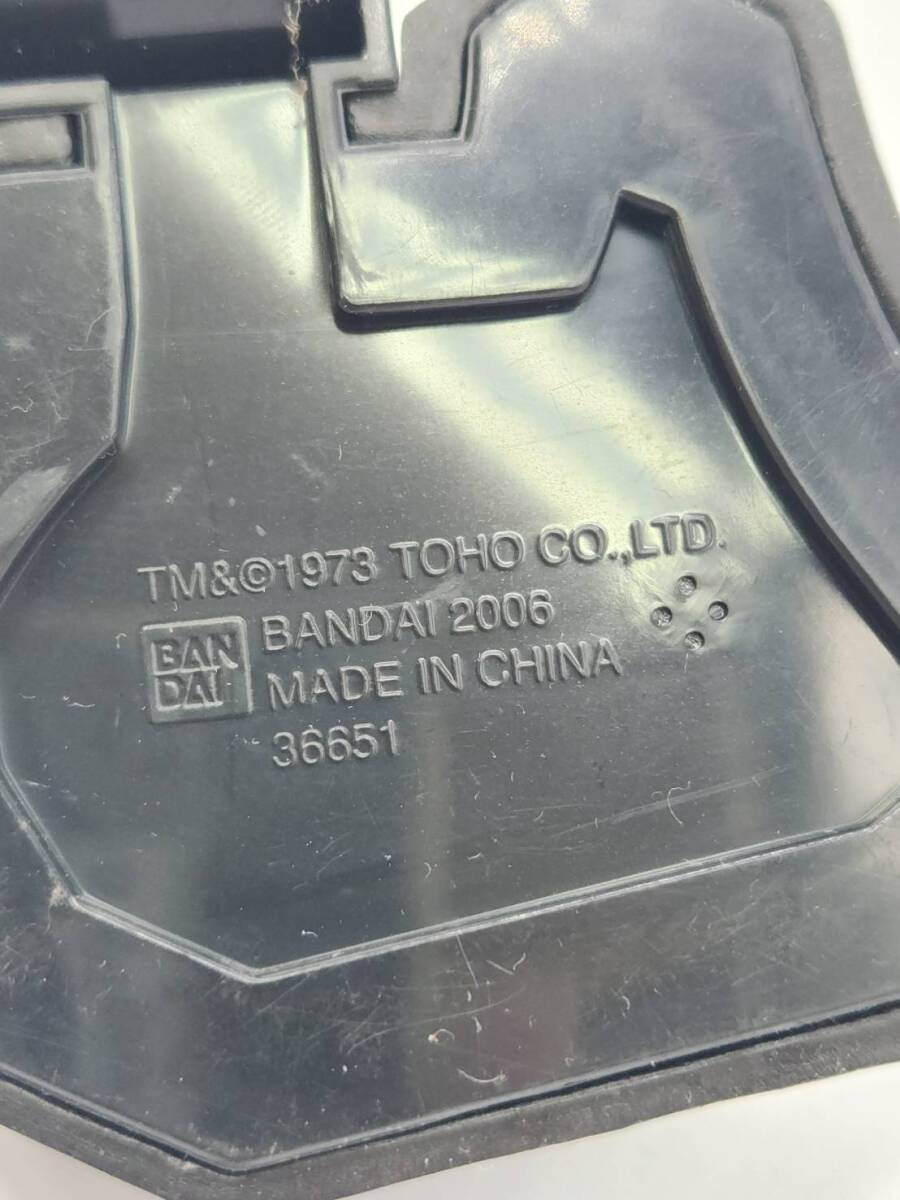 TM&©1973 TOHO CO.,LTD.
BAN
DAI
BANDAI 2006
MADE IN CHINA
36651